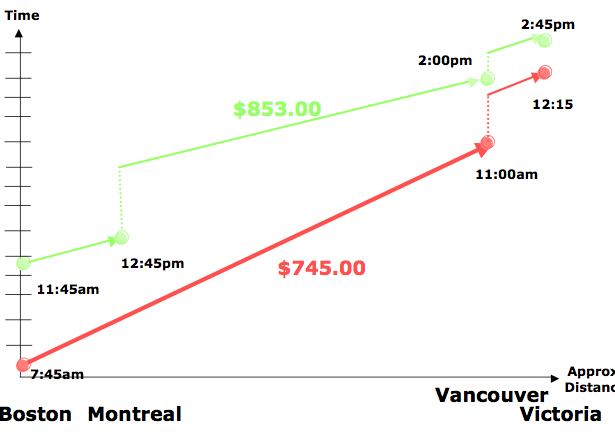 Time
2:45pm
2:00pm
$853.00
12:15
11:00am
12:45pm
$745.00
11:45am
7:45am
Approx
Distanc
Vancouver
Boston Montreal
Victoria